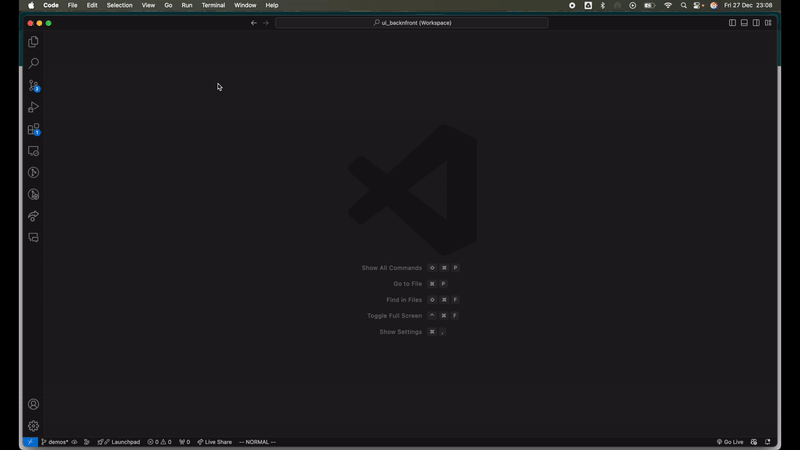 Code File Edit Selection View Go Run Terminal Window Help Fri 27 Dec 23:08
ui_backnfront (Workspace)
2
1
Show All Commands ⇧ ⌘ P
Go to File ⌘ P
Find in Files ⇧ ⌘ F
Toggle Full Screen ^ ⌘ F
Show Settings ⌘ ,
demos* Launchpad 0 0 0 Live Share -- NORMAL -- Go Live